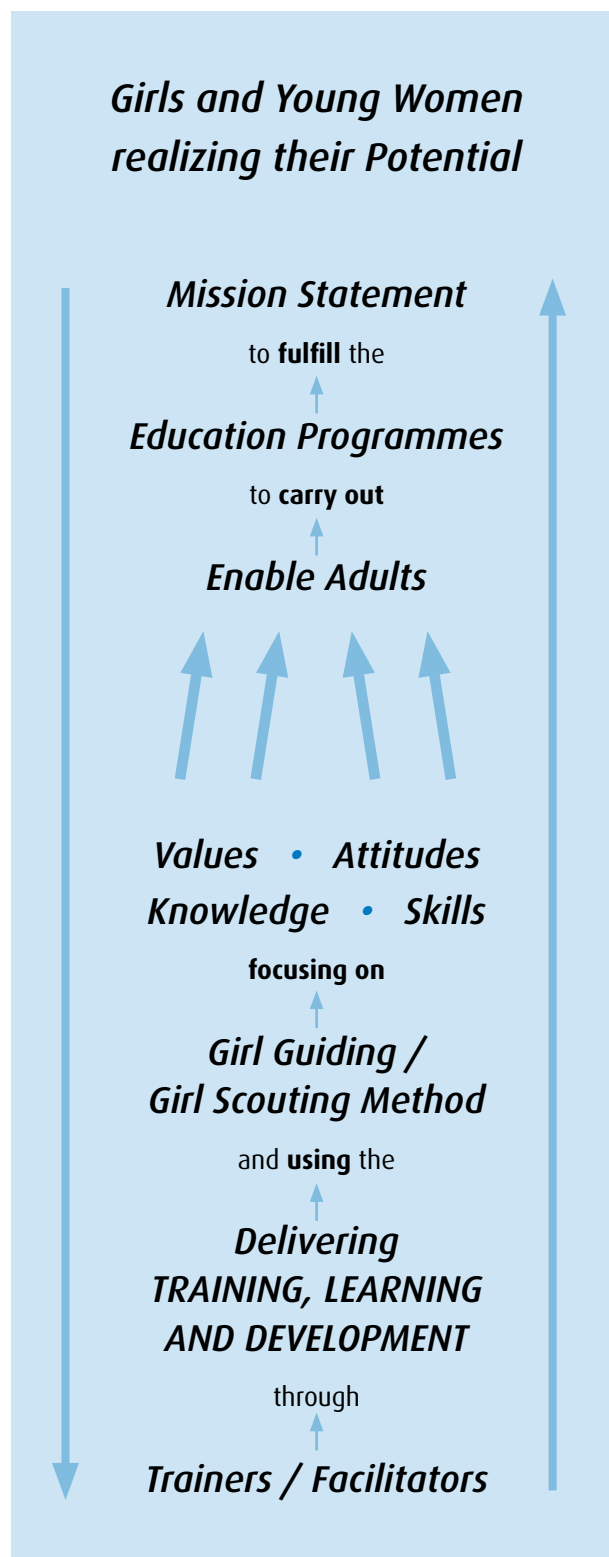 Girls and Young Women
realizing their Potential
Mission Statement
to fulfill the
Education Programmes
to carry out
Enable Adults
Values • Attitudes
Knowledge • Skills
focusing on
Girl Guiding /
Girl Scouting Method
and using the
Delivering
TRAINING, LEARNING
AND DEVELOPMENT
through
Trainers / Facilitators